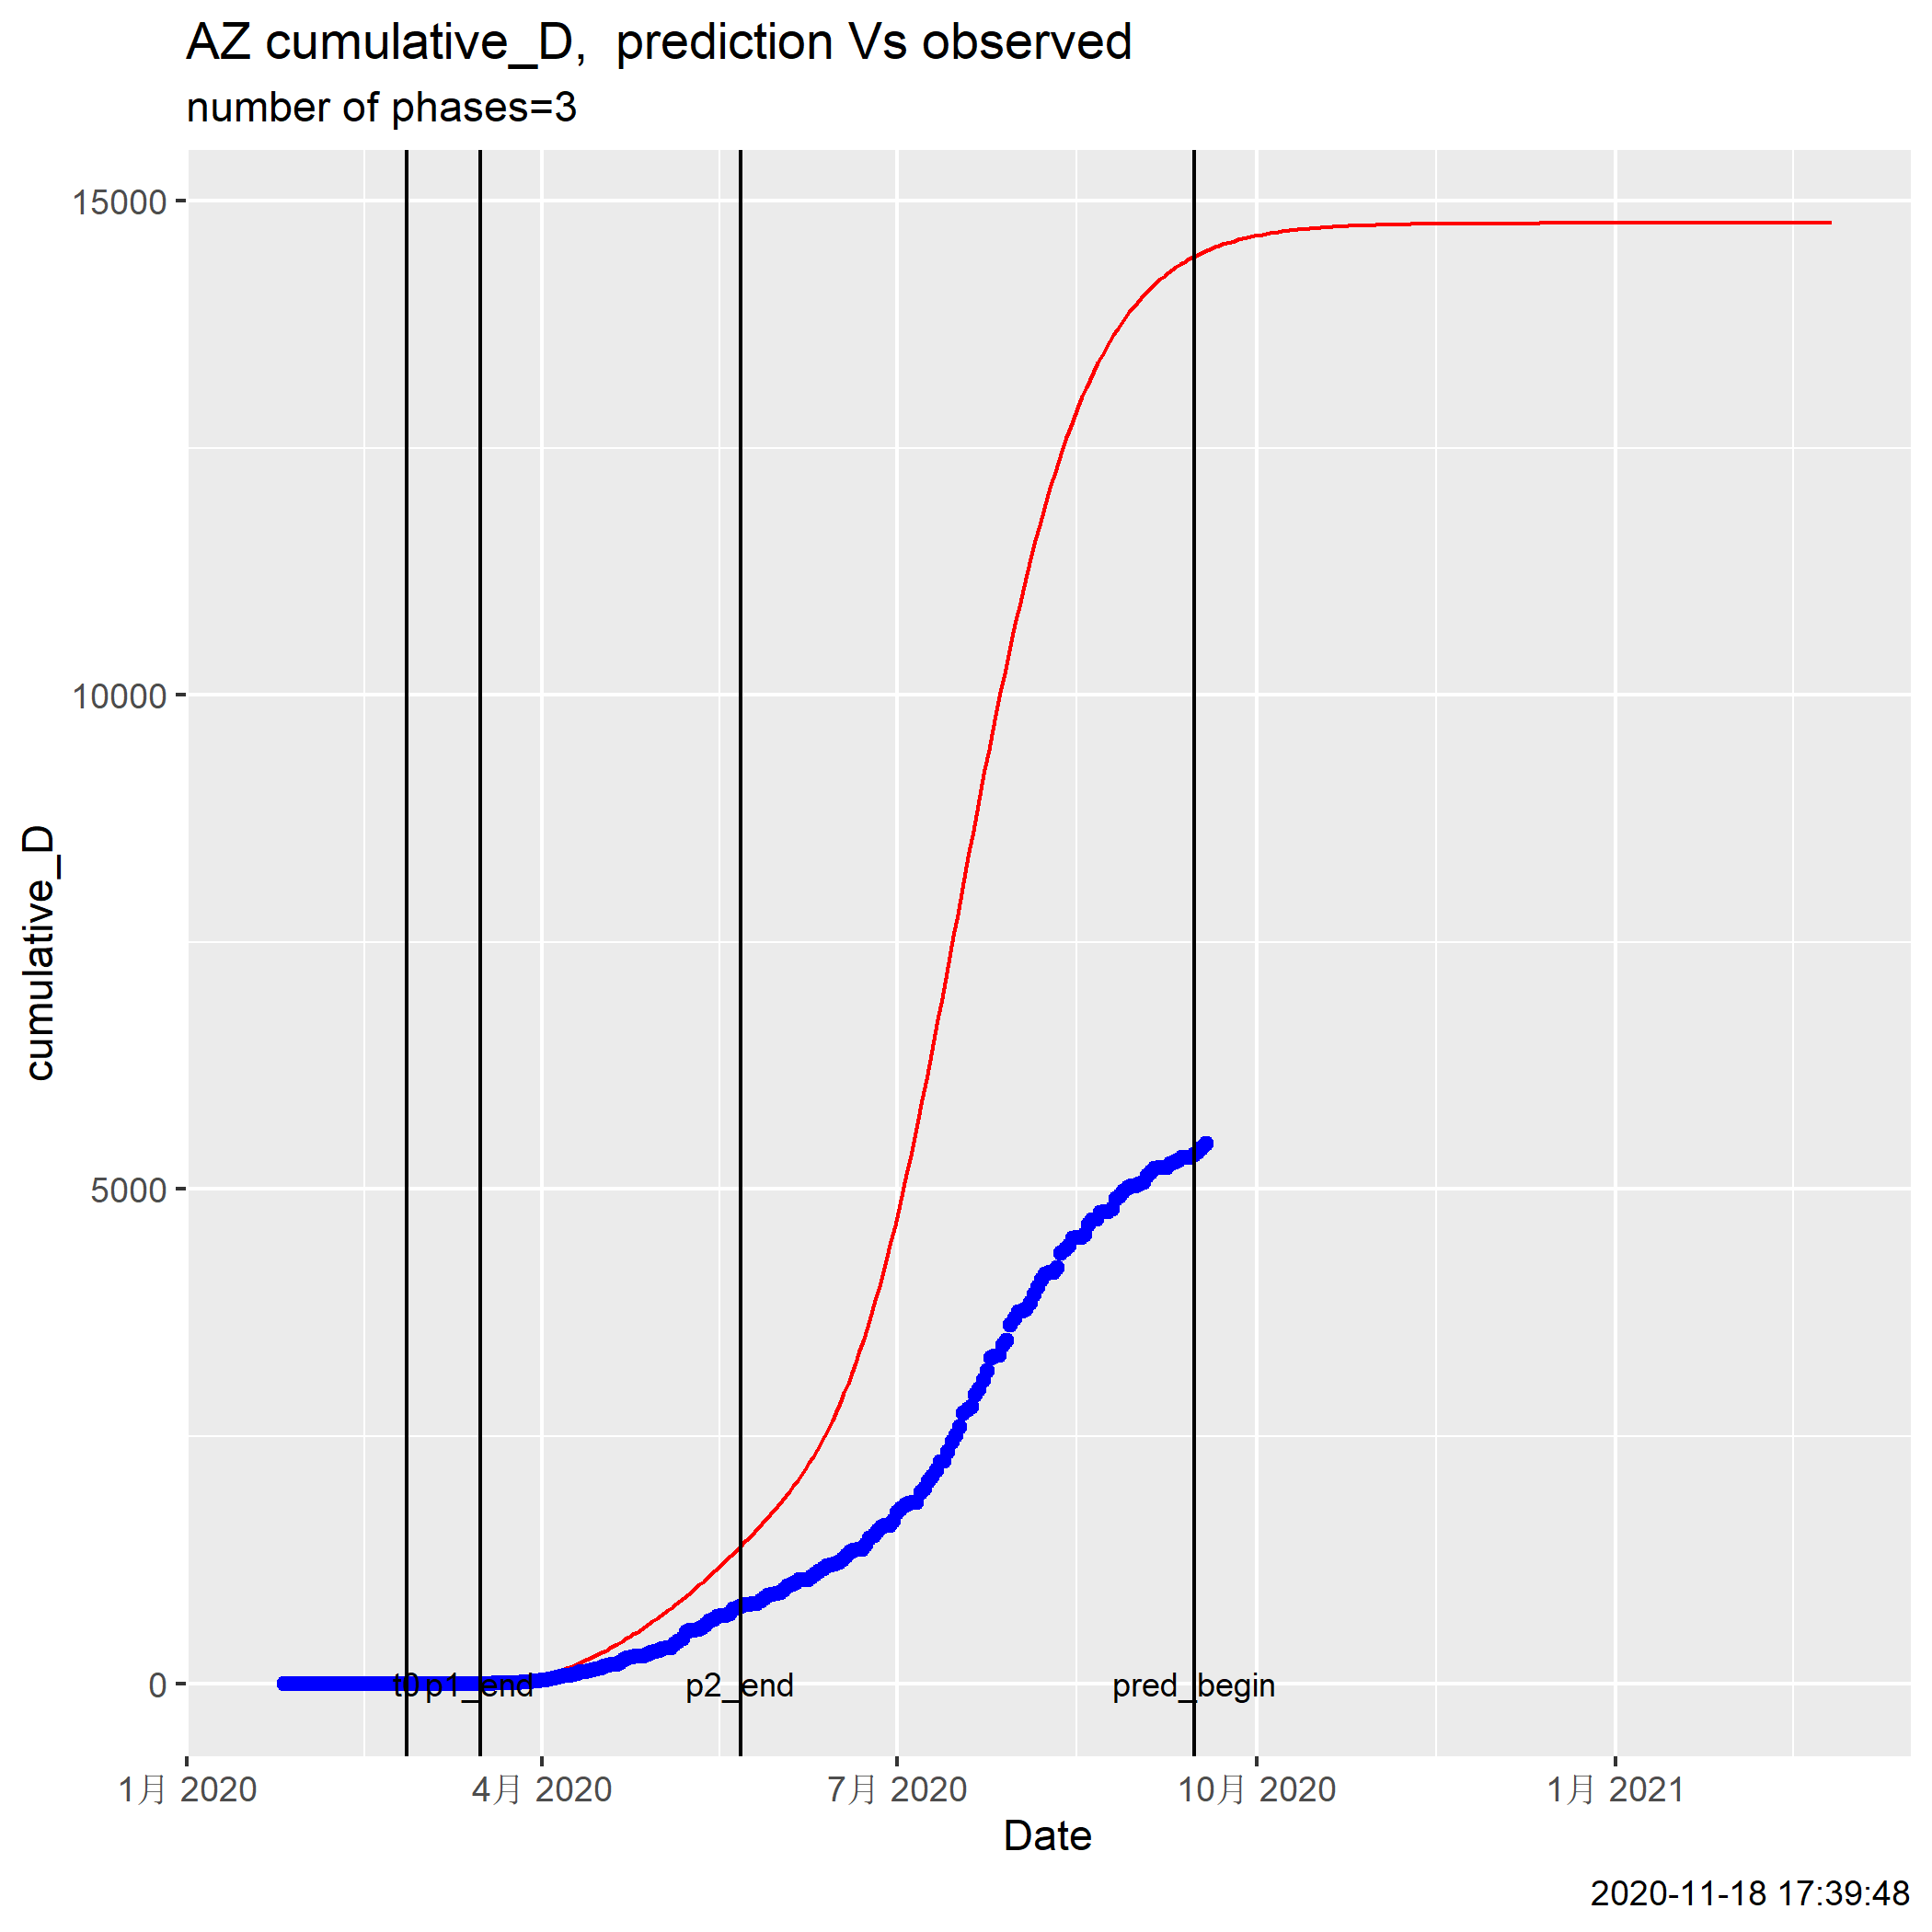 AZ cumulative_D,  prediction Vs observed
number of phases=3
15000
10000
5000
0
cumulative_D
t0 p1_end p2_end pred_begin
1月 2020 4月 2020 7月 2020 10月 2020 1月 2021
Date
2020-11-18 17:39:48